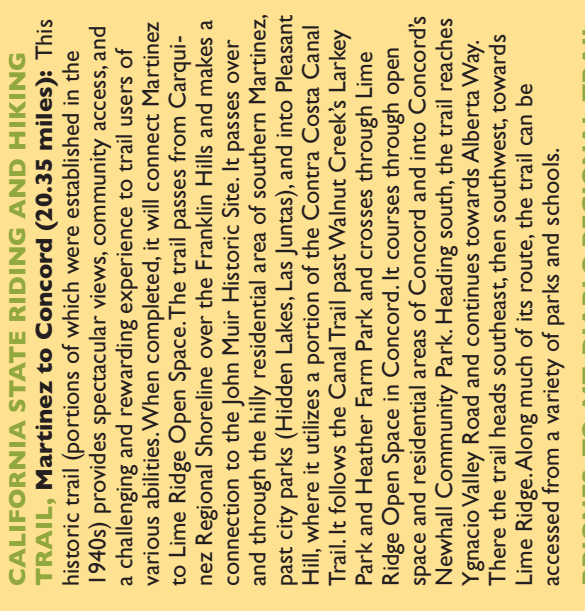 CALIFORNIA STATE RIDING AND HIKING
TRAIL, Martinez to Concord (20.35 miles): This
historic trail (portions of which were established in the
1940s) provides spectacular views, community access, and
a challenging and rewarding experience to trail users of
various abilities. When completed, it will connect Martinez
to Lime Ridge Open Space. The trail passes from Carqui-
nez Regional Shoreline over the Franklin Hills and makes a
connection to the John Muir Historic Site. It passes over
and through the hilly residential area of southern Martinez,
past city parks (Hidden Lakes, Las Juntas), and into Pleasant
Hill, where it utilizes a portion of the Contra Costa Canal
Trail. It follows the Canal Trail past Walnut Creek's Larkey
Park and Heather Farm Park and crosses through Lime
Ridge Open Space in Concord. It courses through open
space and residential areas of Concord and into Concord's
Newhall Community Park. Heading south, the trail reaches
Ygnacio Valley Road and continues towards Alberta Way.
There the trail heads southeast, then southwest, towards
Lime Ridge. Along much of its route, the trail can be
accessed from a variety of parks and schools.